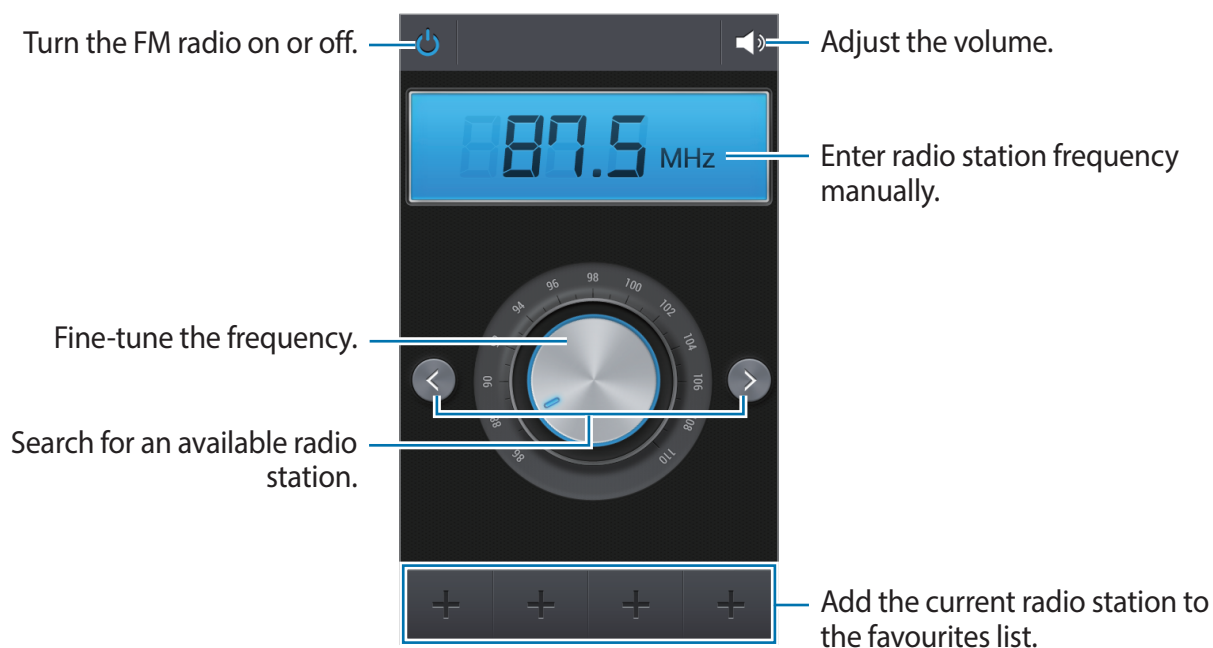 Turn the FM radio on or off.
Adjust the volume.
87.5 MHz
Enter radio station frequency
manually.
86
88
90
94
96
98
100
102
104
106
108
110
Fine-tune the frequency.
Search for an available radio
station.
Add the current radio station to
the favourites list.